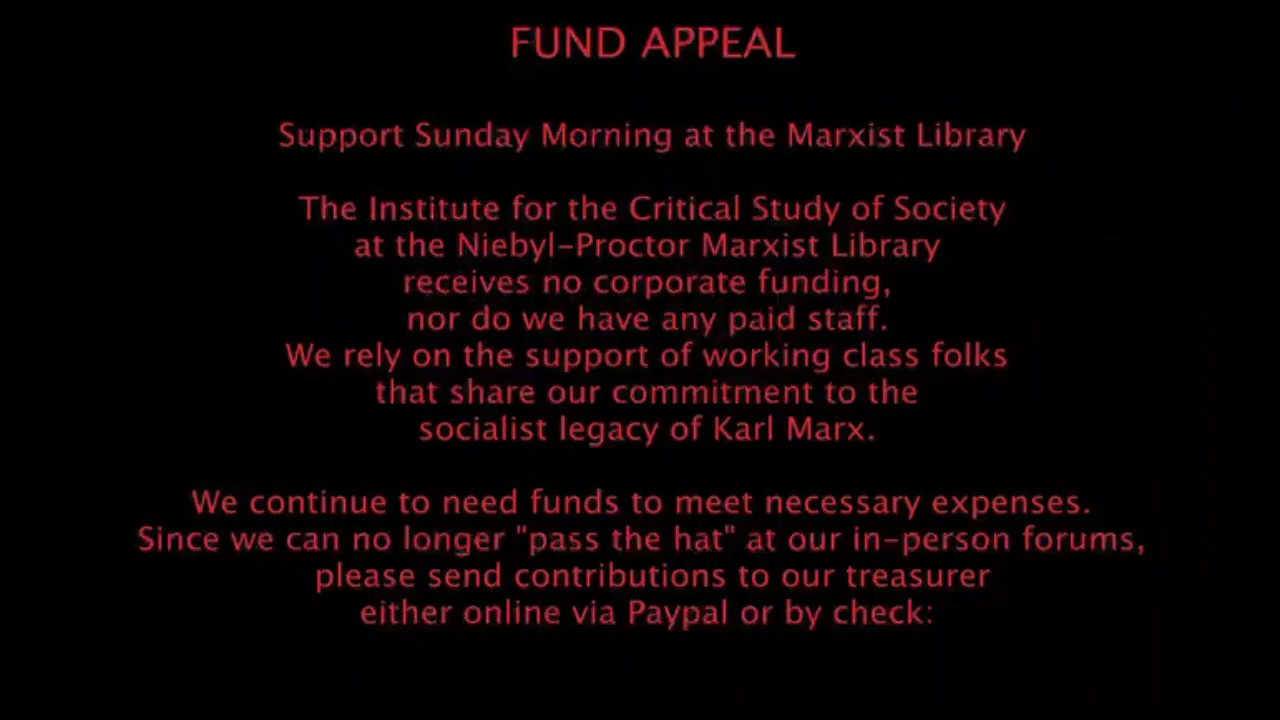 FUND APPEAL
Support Sunday Morning at the Marxist Library
The Institute for the Critical Study of Society
at the Niebyl-Proctor Marxist Library
receives no corporate funding,
nor do we have any paid staff.
We rely on the support of working class folks
that share our commitment to the
socialist legacy of Karl Marx.
We continue to need funds to meet necessary expenses.
Since we can no longer "pass the hat" at our in-person forums,
please send contributions to our treasurer
either online via Paypal or by check: